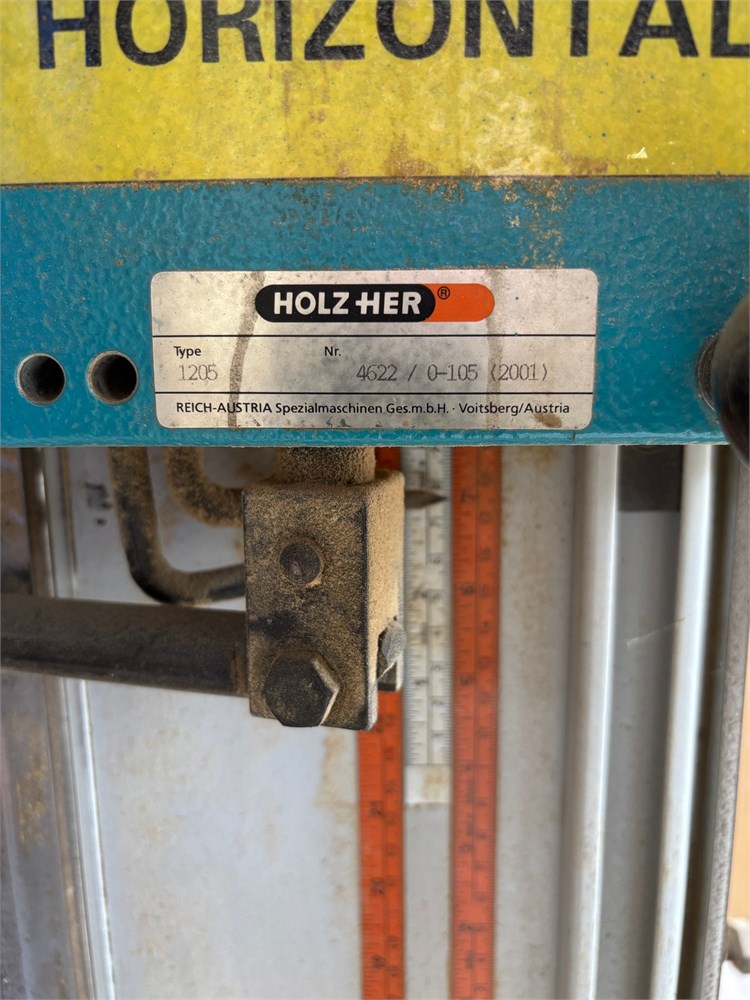 HORIZONTAL
HOLZ-HER ®
Type Nr.
1205 4622 / 0-105 (2001)
REICH-AUSTRIA Spezialmaschinen Ges.m.b.H. · Voitsberg/Austria